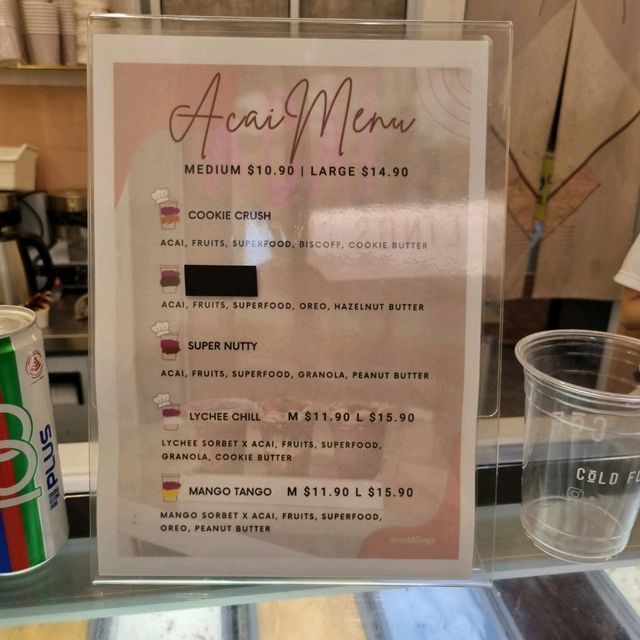 Acai Menu
MEDIUM $10.90 | LARGE $14.90
COOKIE CRUSH
ACAI, FRUITS, SUPERFOOD, BISCOFF, COOKIE BUTTER
ACAI, FRUITS, SUPERFOOD, OREO, HAZELNUT BUTTER
SUPER NUTTY
ACAI, FRUITS, SUPERFOOD, GRANOLA, PEANUT BUTTER
LYCHEE CHILL M $11.90 L $15.90
LYCHEE SORBET X ACAI, FRUITS, SUPERFOOD,
GRANOLA, COOKIE BUTTER
MANGO TANGO M $11.90 L $15.90
MANGO SORBET X ACAI, FRUITS, SUPERFOOD,
OREO, PEANUT BUTTER
@coldflings
PLUS
CōLD